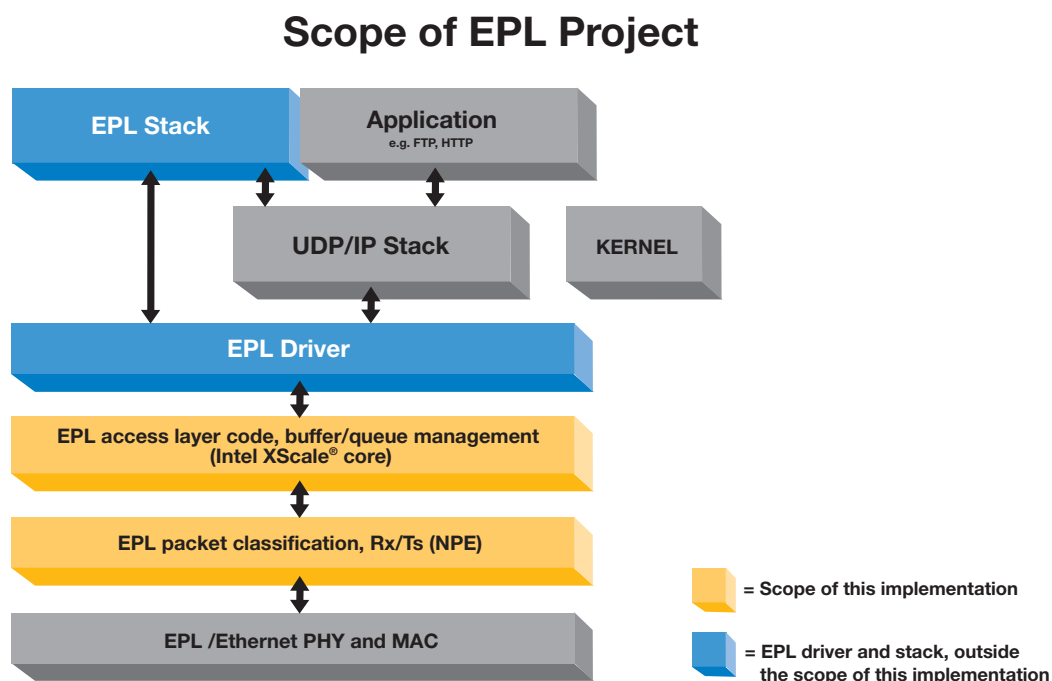 Scope of EPL Project
EPL Stack
Application
e.g. FTP, HTTP
UDP/IP Stack
KERNEL
EPL Driver
EPL access layer code, buffer/queue management
(Intel XScale® core)
EPL packet classification, Rx/Ts (NPE)
EPL /Ethernet PHY and MAC
= Scope of this implementation
= EPL driver and stack, outside
the scope of this implementation